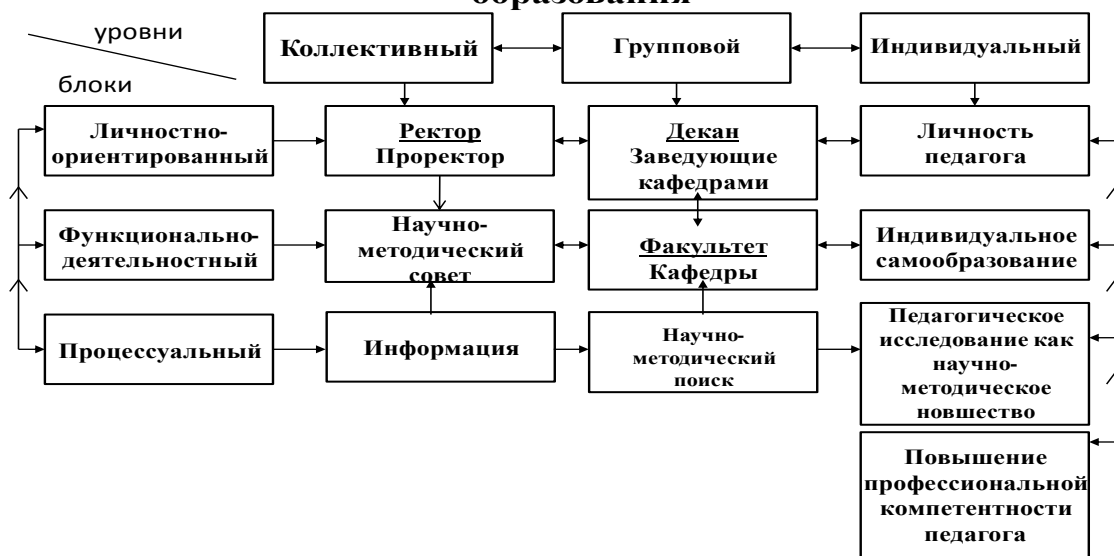 образования
уровни
блоки
Коллективный
Групповой
Индивидуальный
Личностно-
ориентированный
Ректор
Проректор
Декан
Заведующие
кафедрами
Личность
педагога
Функционально-
деятельностный
Научно-
методический
совет
Факультет
Кафедры
Индивидуальное
самообразование
Процессуальный
Информация
Научно-
методический
поиск
Педагогическое
исследование как
научно-
методическое
новшество
Повышение
профессиональной
компетентности
педагога